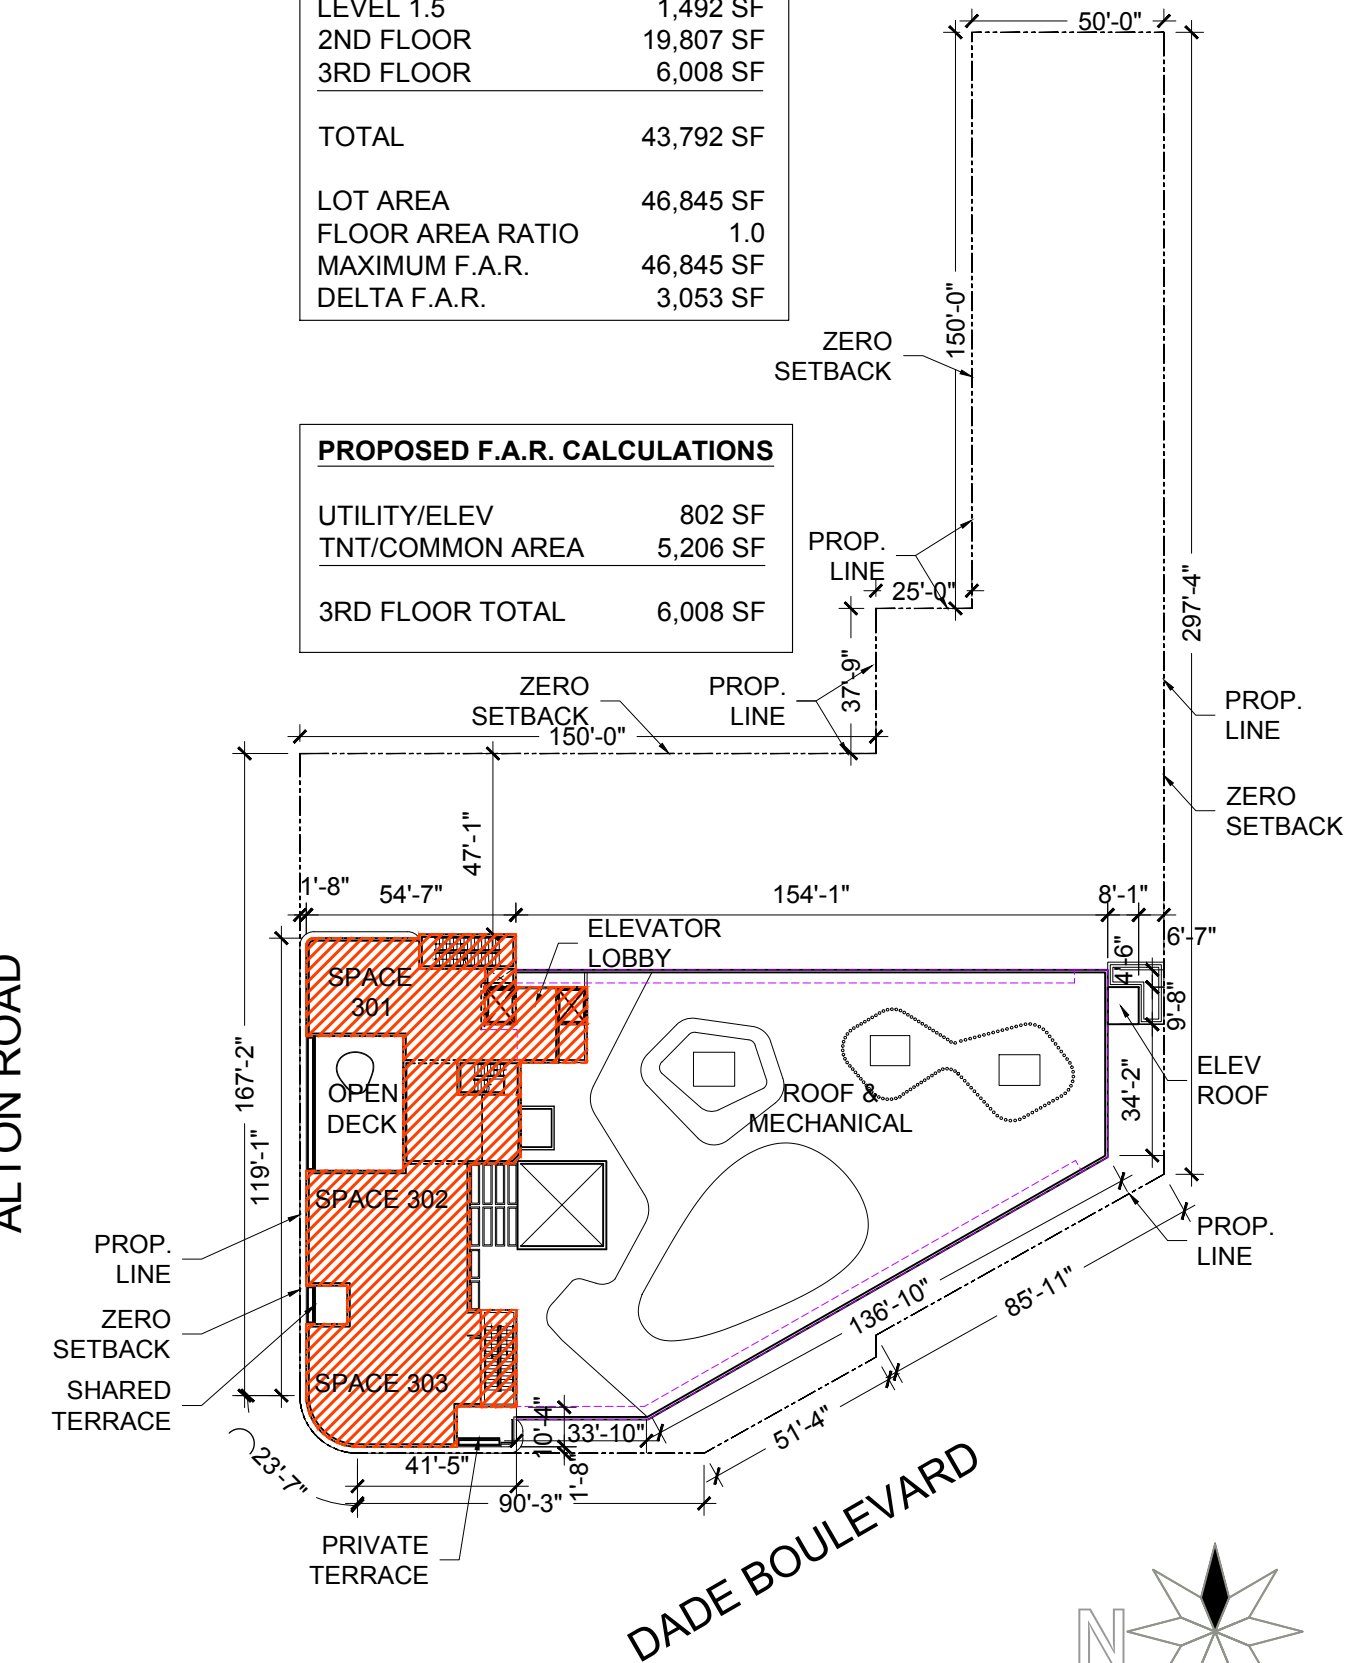 LEVEL 1.5 1,492 SF
2ND FLOOR 19,807 SF
3RD FLOOR 6,008 SF
TOTAL 43,792 SF
LOT AREA 46,845 SF
FLOOR AREA RATIO 1.0
MAXIMUM F.A.R. 46,845 SF
DELTA F.A.R. 3,053 SF
50'-0"
150'-0"
ZERO
SETBACK
PROPOSED F.A.R. CALCULATIONS
UTILITY/ELEV 802 SF
TNT/COMMON AREA 5,206 SF
3RD FLOOR TOTAL 6,008 SF
PROP.
LINE
25'-0"
297'-4"
37'-9"
ZERO
SETBACK
PROP.
LINE
150'-0"
PROP.
LINE
ZERO
SETBACK
47'-1"
1'-8"
54'-7"
154'-1"
8'-1"
6'-7"
4'-6"
9'-8"
34'-2"
ELEVATOR
LOBBY
SPACE
301
OPEN
DECK
ROOF &
MECHANICAL
ELEV
ROOF
ALTON ROAD
167'-2"
119'-1"
SPACE 302
PROP.
LINE
ZERO
SETBACK
SHARED
TERRACE
SPACE 303
PROP.
LINE
136'-10"
85'-11"
51'-4"
10'-4"
33'-10"
1'-8"
23'-7"
41'-5"
90'-3"
PRIVATE
TERRACE
DADE BOULEVARD
N